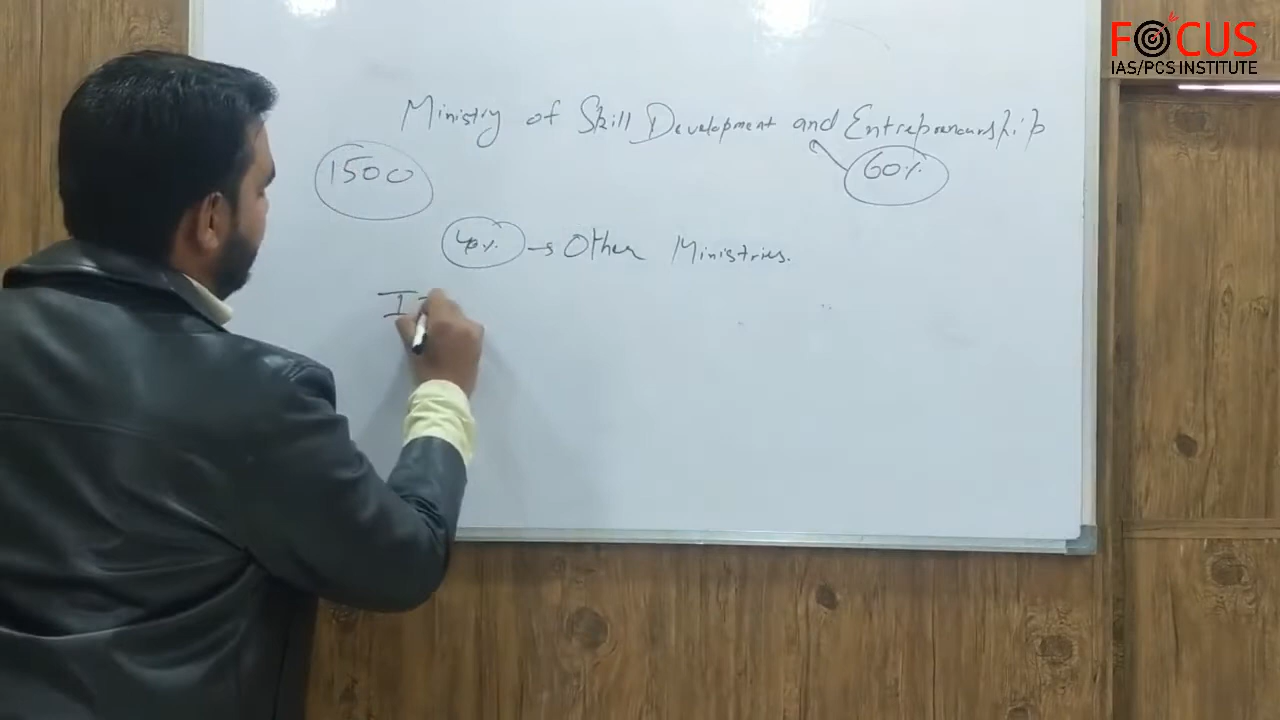 FOCUS
IAS/PCS INSTITUTE
Ministry of Skill Development and Entrepreneurship
1500
60%
40% → Other Ministries.
I